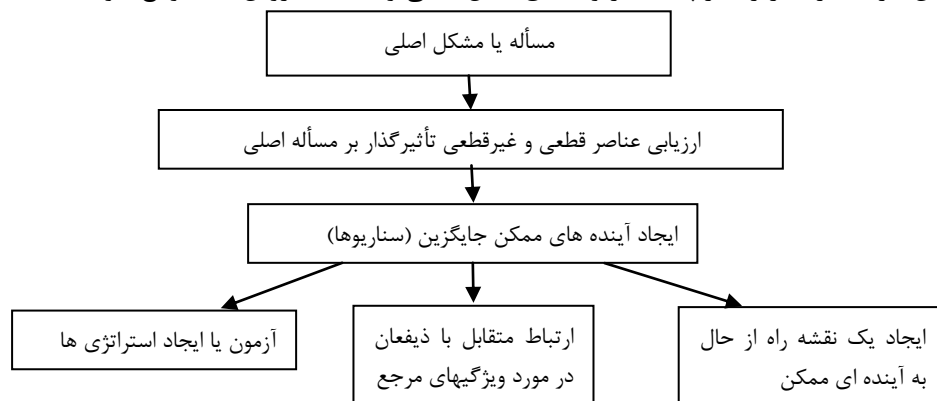 مسأله یا مشکل اصلی
ارزیابی عناصر قطعی و غیرقطعی تأثیرگذار بر مسأله اصلی
ایجاد آینده های ممکن جایگزین (سناریوها)
ایجاد یک نقشه راه از حال
به آینده ای ممکن
ارتباط متقابل با ذیفعان
در مورد ویژگیهای مرجع
آزمون یا ایجاد استراتژی ها